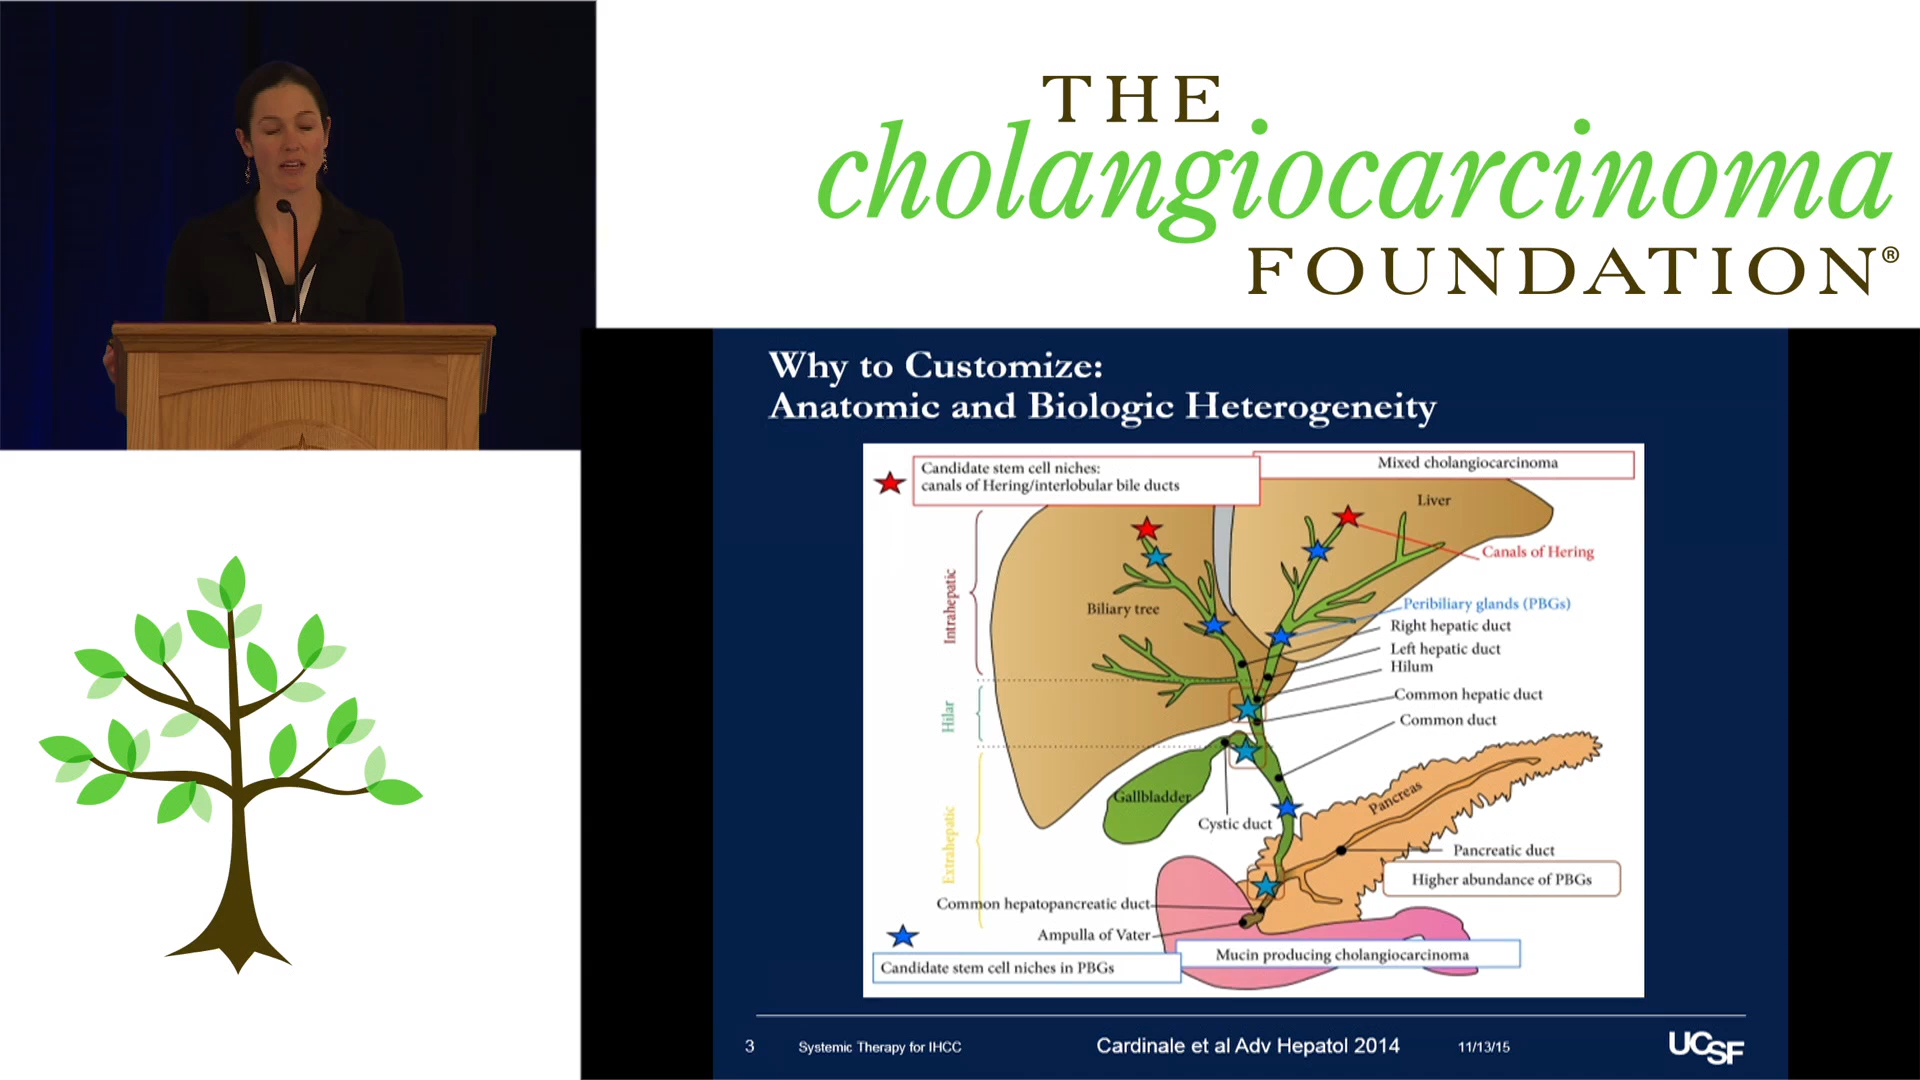 THE
cholangiocarcinoma
FOUNDATION®
Why to Customize:
Anatomic and Biologic Heterogeneity
Candidate stem cell niches:
canals of Hering/interlobular bile ducts
Mixed cholangiocarcinoma
Liver
Canals of Hering
Intrahepatic
Biliary tree
Peribiliary glands (PBGs)
Right hepatic duct
Left hepatic duct
Hilum
Common hepatic duct
Hilar
Common duct
Gallbladder
Pancreas
Cystic duct
Extrahepatic
Pancreatic duct
Higher abundance of PBGs
Common hepatopancreatic duct
Ampulla of Vater
Mucin producing cholangiocarcinoma
Candidate stem cell niches in PBGs
3
Systemic Therapy for IHCC
Cardinale et al Adv Hepatol 2014
11/13/15
UCSF